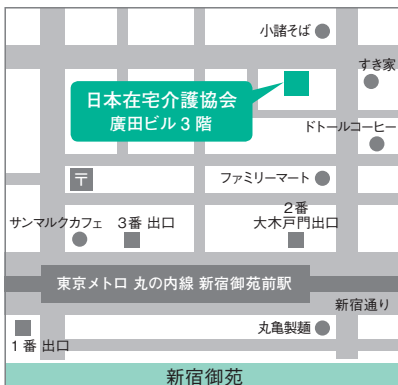 小諸そば
すき家
日本在宅介護協会
廣田ビル3階
ドトールコーヒー
〒
ファミリーマート
サンマルクカフェ
3番 出口
2番
大木戸門出口
東京メトロ 丸の内線 新宿御苑前駅
新宿通り
1番 出口
丸亀製麺
新宿御苑